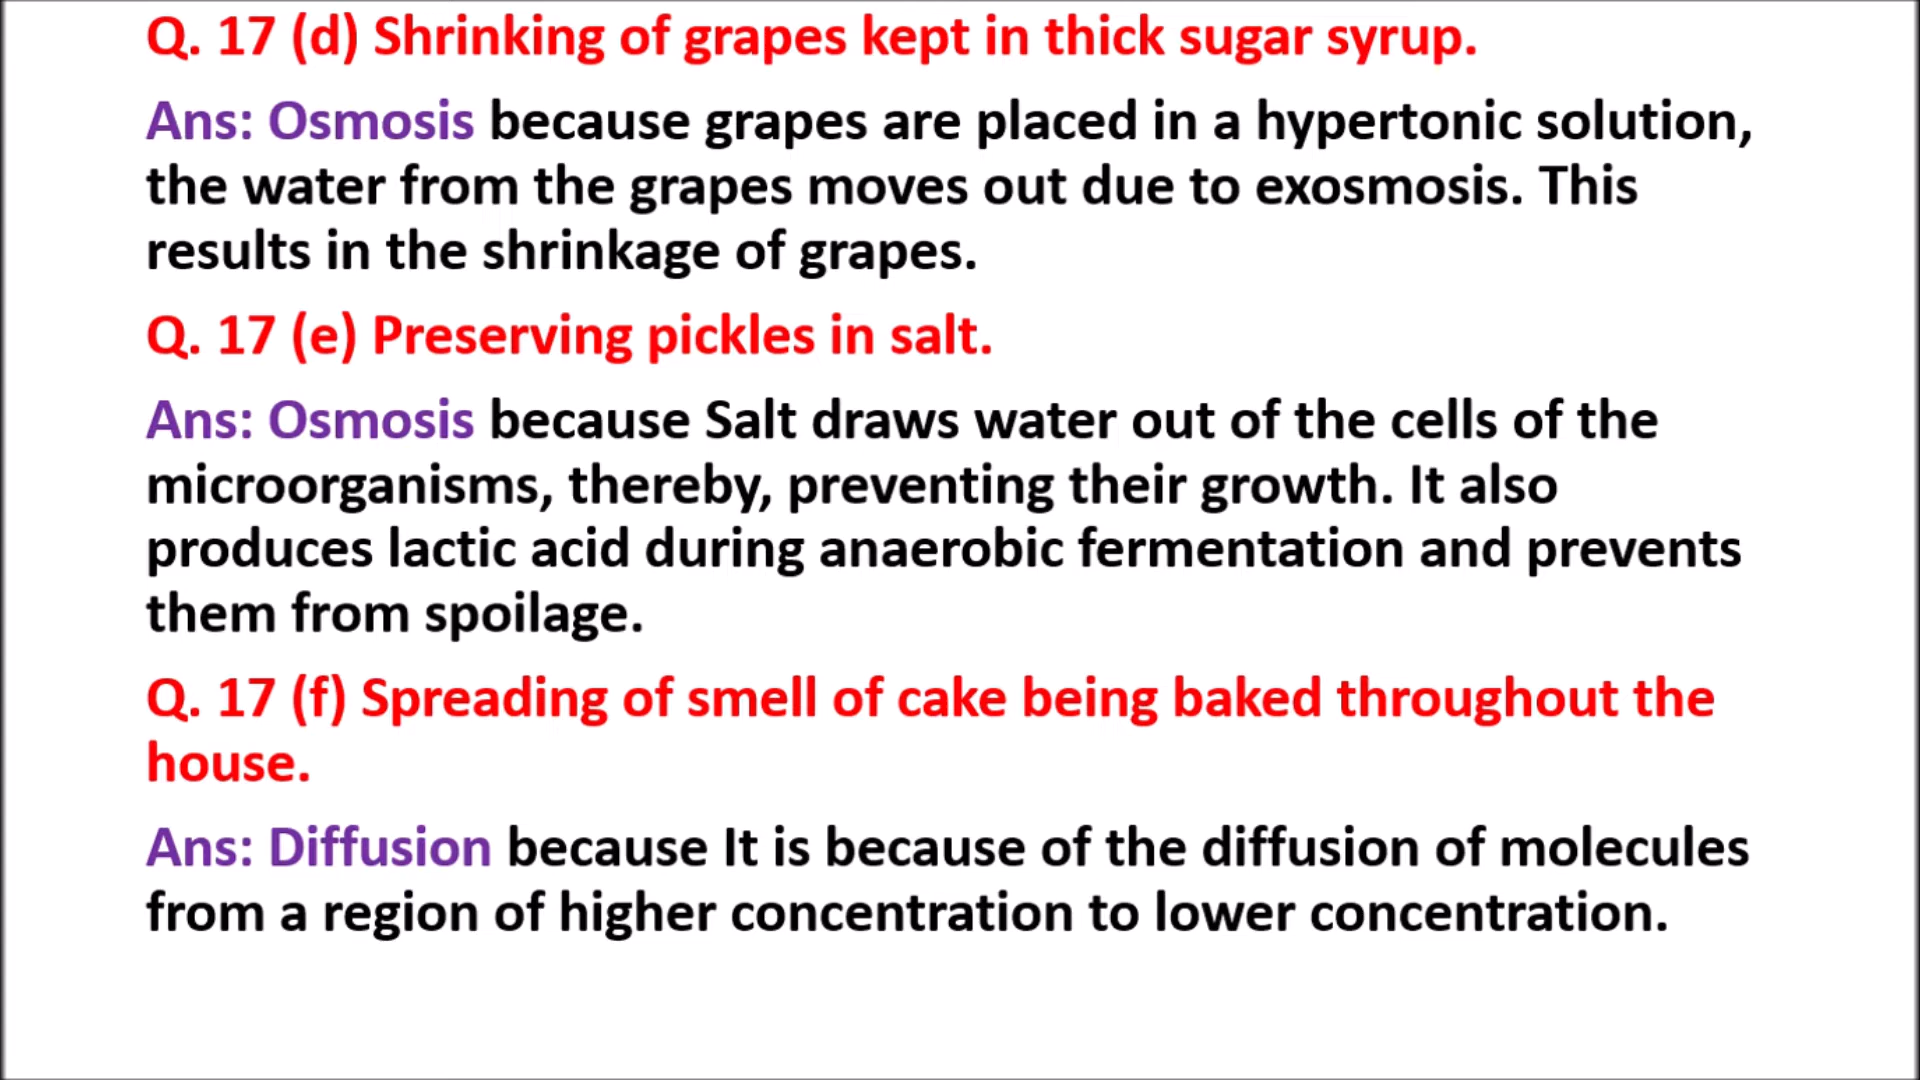 Q. 17 (d) Shrinking of grapes kept in thick sugar syrup.
Ans: Osmosis because grapes are placed in a hypertonic solution,
the water from the grapes moves out due to exosmosis. This
results in the shrinkage of grapes.
Q. 17 (e) Preserving pickles in salt.
Ans: Osmosis because Salt draws water out of the cells of the
microorganisms, thereby, preventing their growth. It also
produces lactic acid during anaerobic fermentation and prevents
them from spoilage.
Q. 17 (f) Spreading of smell of cake being baked throughout the
house.
Ans: Diffusion because It is because of the diffusion of molecules
from a region of higher concentration to lower concentration.